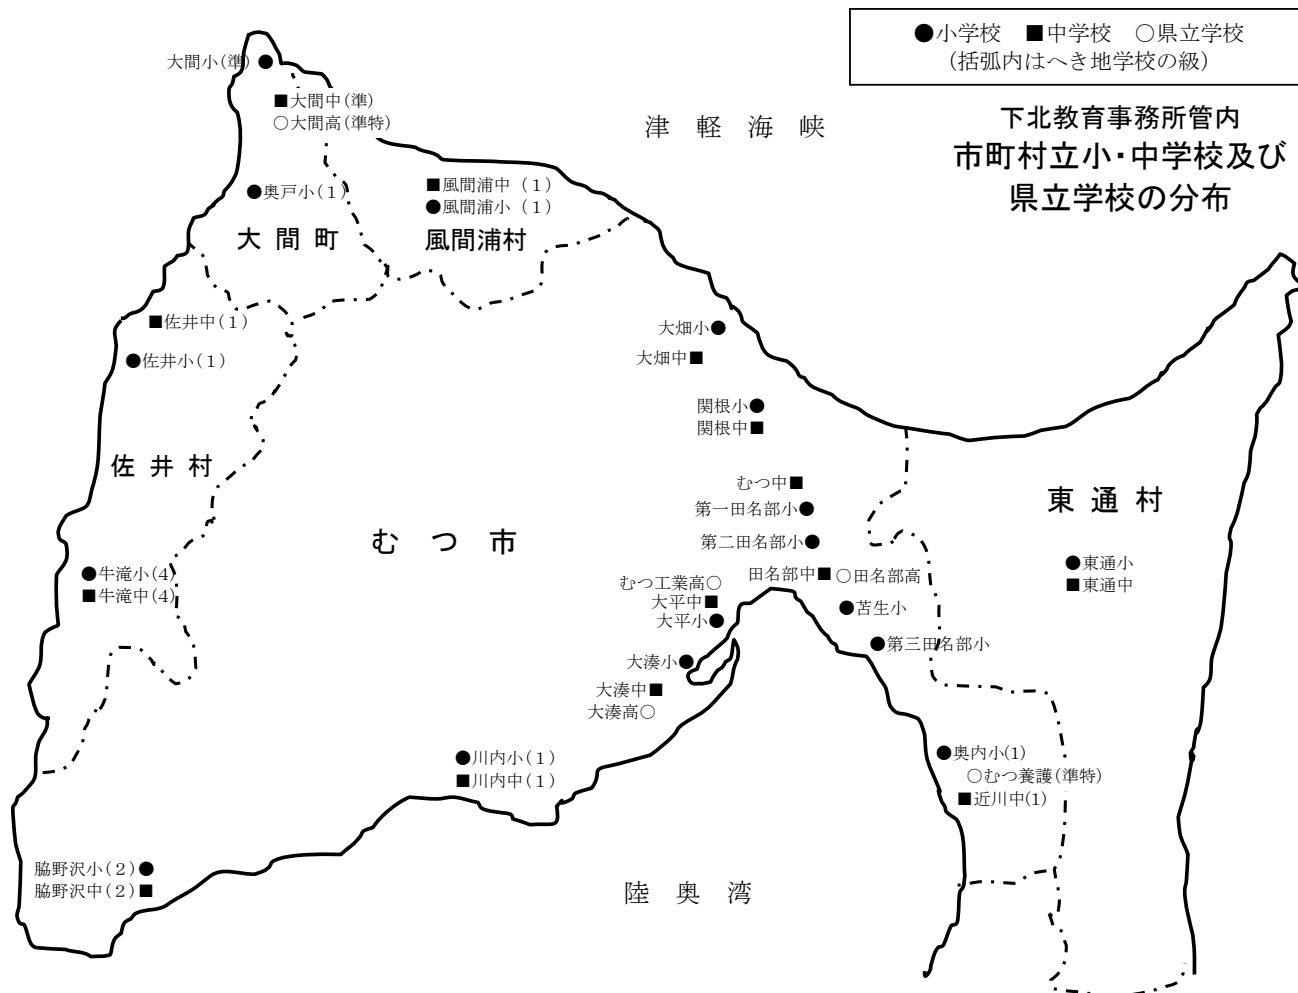 ●小学校 ■中学校 ○県立学校
(括弧内はへき地学校の級)
下北教育事務所管内
市町村立小・中学校及び
県立学校の分布
津軽海峡
大間小(準)●
■大間中(準)
○大間高(準特)
●奥戸小(１)
大間町
■風間浦中（１）
●風間浦小（１）
風間浦村
■佐井中(１)
●佐井小(１)
佐井村
●牛滝小(4)
■牛滝中(4)
大畑小●
大畑中■
関根小●
関根中■
むつ中■
第一田名部小●
第二田名部小●
むつ市
東通村
●東通小
■東通中
田名部中■
○田名部高
むつ工業高○
大平中■
大平小●
●苫生小
●第三田名部小
大湊小●
大湊中■
大湊高○
●川内小(１)
■川内中(１)
●奥内小(1)
○むつ養護(準特)
■近川中(1)
脇野沢小(２)●
脇野沢中(２)■
陸奥湾